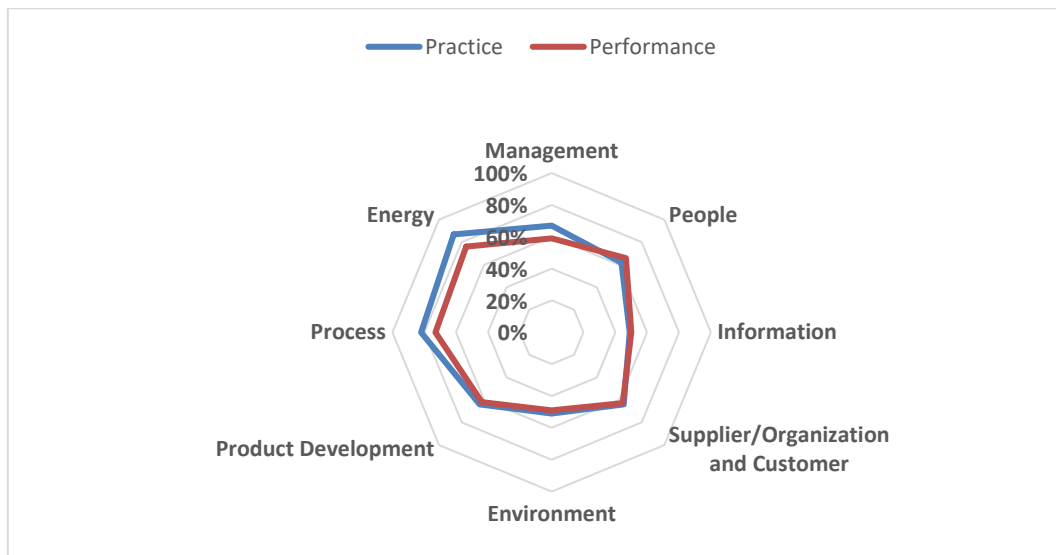 Practice Performance
Management
100%
80%
60%
40%
20%
0%
Energy
People
Process
Information
Product Development
Supplier/Organization
and Customer
Environment